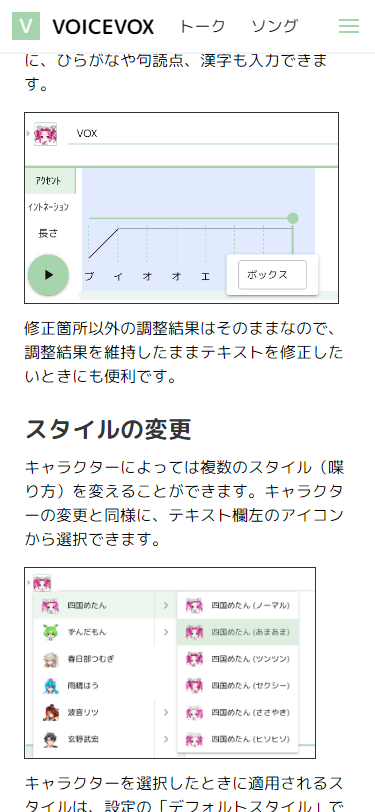 V VOICEVOX トーク ソング
に、ひらがなや句読点、漢字も入力できま
す。
VOX
アクセント
イントネーション
長さ
ブ イ オ オ エ
ボックス
修正箇所以外の調整結果はそのままなので、
調整結果を維持したままテキストを修正した
いときにも便利です。
スタイルの変更
キャラクターによっては複数のスタイル（喋
り方）を変えることができます。キャラクタ
ーの変更と同様に、テキスト欄左のアイコン
から選択できます。
四国めたん
ずんだもん
春日部つむぎ
雨晴はう
波音リツ
玄野武宏
四国めたん (ノーマル)
四国めたん (あまあま)
四国めたん (ツンツン)
四国めたん (セクシー)
四国めたん (ささやき)
四国めたん (ヒソヒソ)
キャラクターを選択したときに適用されるス
タイルは、設定の「デフォルトスタイル」で